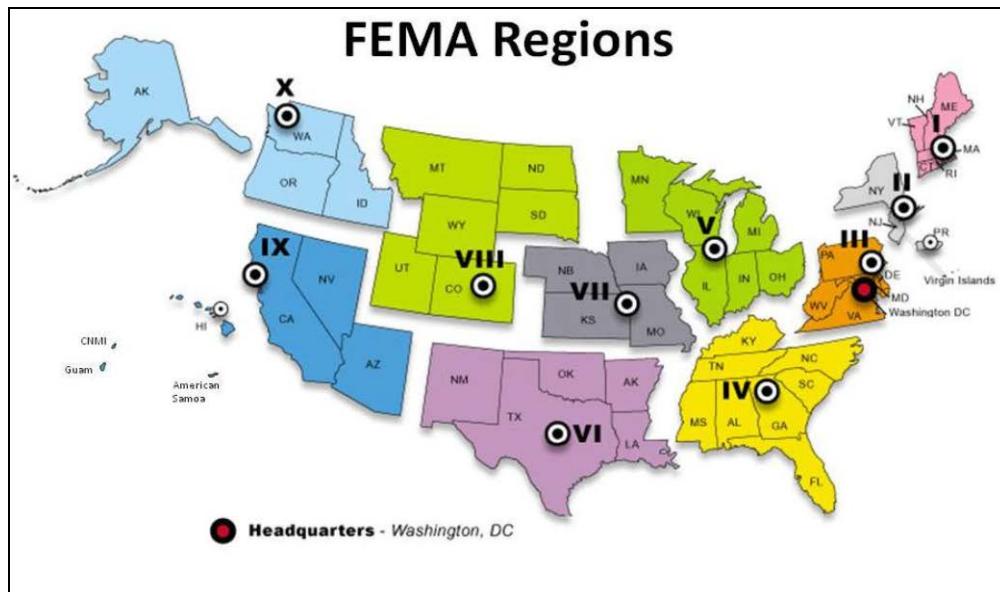 FEMA Regions
X
AK
WA
OR
ID
MT
ND
WY
SD
UT
CO
VIII
IX
NV
CA
AZ
HI
CNMI
Guam
American
Samoa
MN
WI
V
MI
IL
IN
OH
NB
IA
VII
KS
MO
NM
OK
AK
TX
VI
LA
KY
TN
NC
IV
SC
MS
AL
GA
FL
NH
ME
VT
I
MA
CT
RI
NY
II
NJ
PR
Virgin Islands
III
PA
DE
MD
WV
VA
Washington DC
Headquarters - Washington, DC